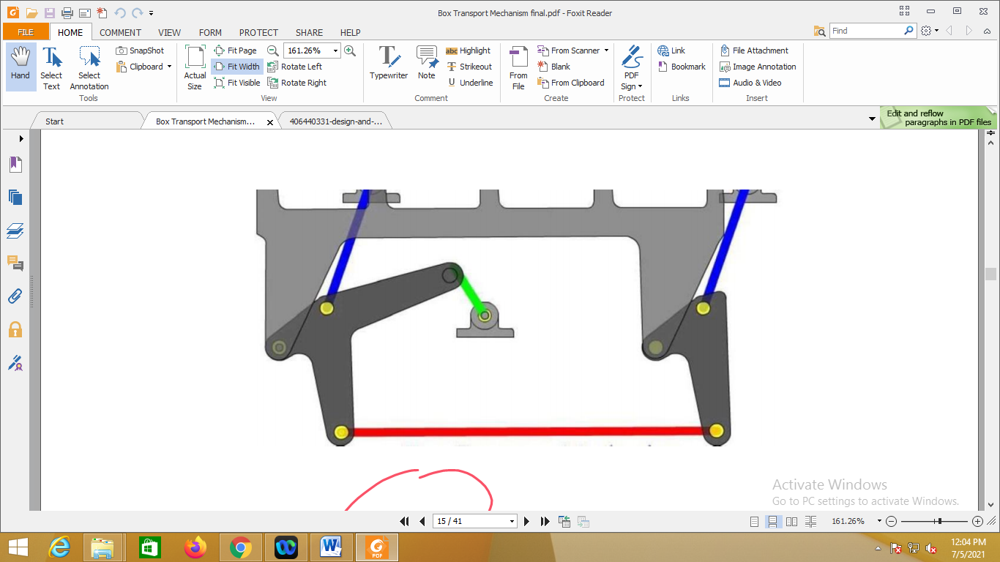 Box Transport Mechanism final.pdf - Foxit Reader
FILE
HOME
COMMENT
VIEW
FORM
PROTECT
SHARE
HELP
Find
Hand
Select
Text
Select
Annotation
SnapShot
Clipboard
Tools
Actual
Size
Fit Page
Fit Width
Fit Visible
161.26%
Rotate Left
Rotate Right
View
Typewriter
Note
abc Highlight
T Strikeout
U Underline
Comment
From
File
From Scanner
Blank
From Clipboard
Create
PDF
Sign
Protect
Link
Bookmark
Links
File Attachment
Image Annotation
Audio & Video
Insert
Start
Box Transport Mechanism...
406440331-design-and-...
Edit and reflow
paragraphs in PDF files
Activate Windows
Go to PC settings to activate Windows.
15 / 41
161.26%
PDF
12:04 PM
7/5/2021